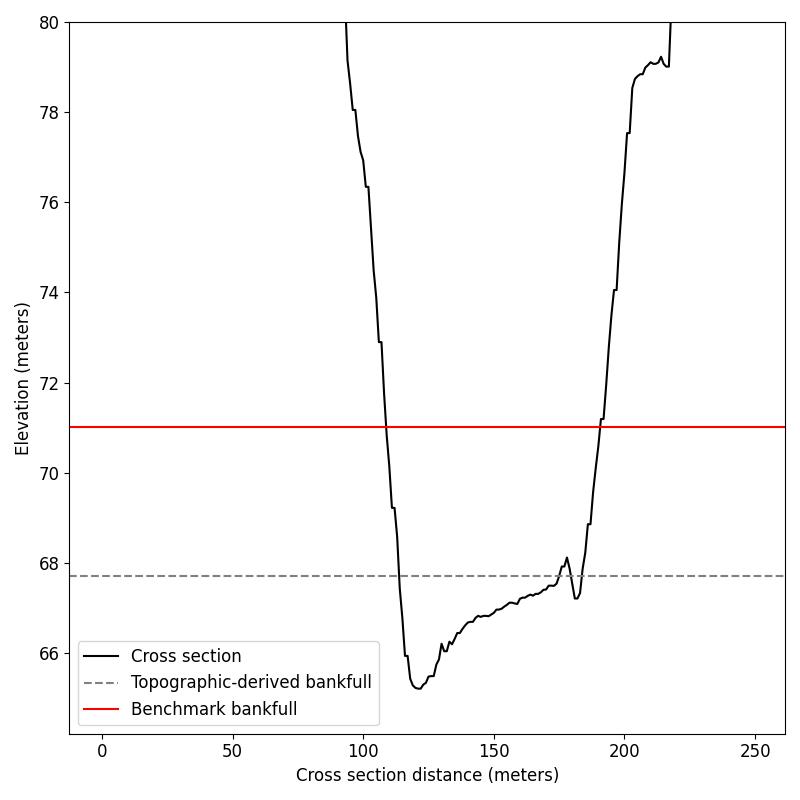 80
78
76
74
72
70
68
66
Elevation (meters)
Cross section
Topographic-derived bankfull
Benchmark bankfull
0 50 100 150 200 250
Cross section distance (meters)